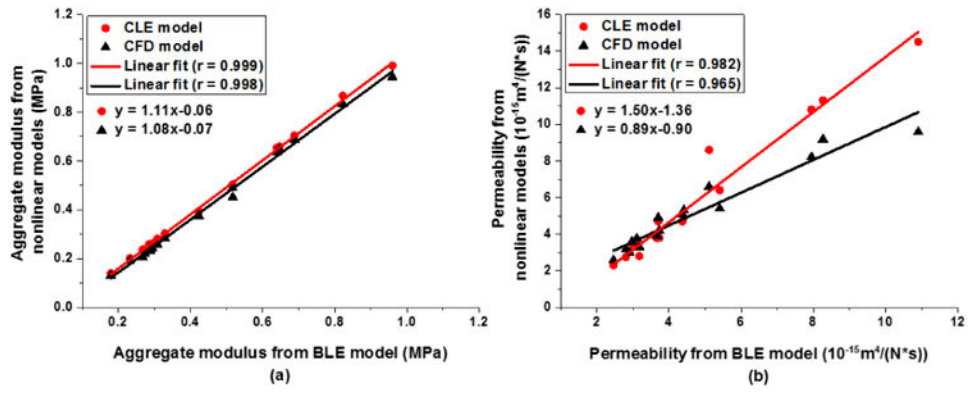 Aggregate modulus from
nonlinear models (MPa)
1.2
1.0
0.8
0.6
0.4
0.2
0.0
CLE model
CFD model
Linear fit (r = 0.999)
Linear fit (r = 0.998)
y = 1.11x-0.06
y = 1.08x-0.07
0.2
0.4
0.6
0.8
1.0
1.2
Aggregate modulus from BLE model (MPa)
(a)
Permeability from
nonlinear models (10⁻¹⁵m⁴/(N*s))
16
14
12
10
8
6
4
2
0
CLE model
CFD model
Linear fit (r = 0.982)
Linear fit (r = 0.965)
y = 1.50x-1.36
y = 0.89x-0.90
2
4
6
8
10
12
Permeability from BLE model (10⁻¹⁵m⁴/(N*s))
(b)